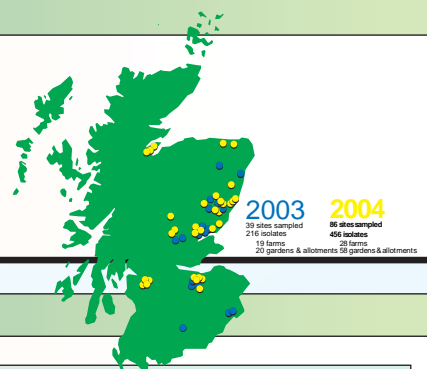 2003
39 sites sampled
216 isolates
19 farms
20 gardens & allotments
2004
86 sites sampled
456 isolates
28 farms
58 gardens & allotments